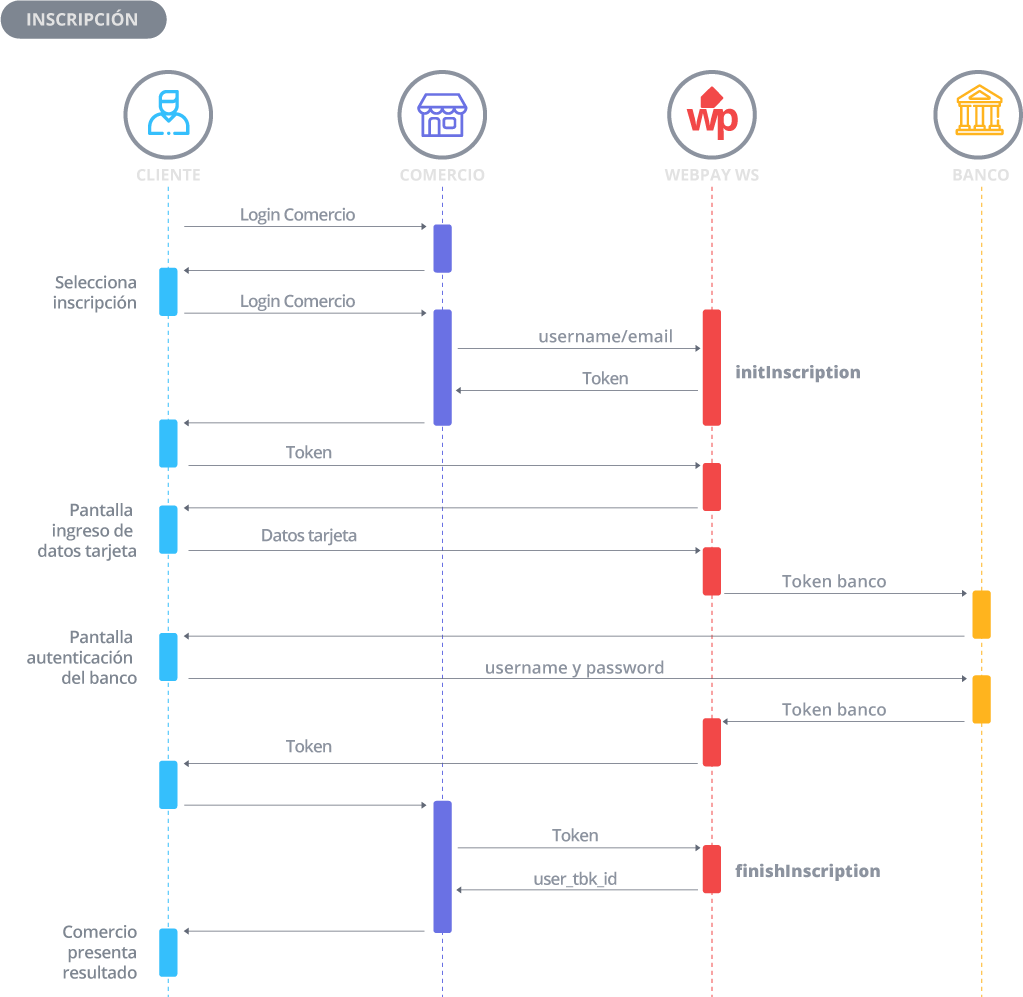 INSCRIPCIÓN
wp
CLIENTE
COMERCIO
WEBPAY WS
BANCO
Login Comercio
Selecciona
inscripción
Login Comercio
username/email
initInscription
Token
Token
Pantalla
ingreso de
datos tarjeta
Datos tarjeta
Token banco
Pantalla
autenticación
del banco
username y password
Token banco
Token
Token
finishInscription
user_tbk_id
Comercio
presenta
resultado